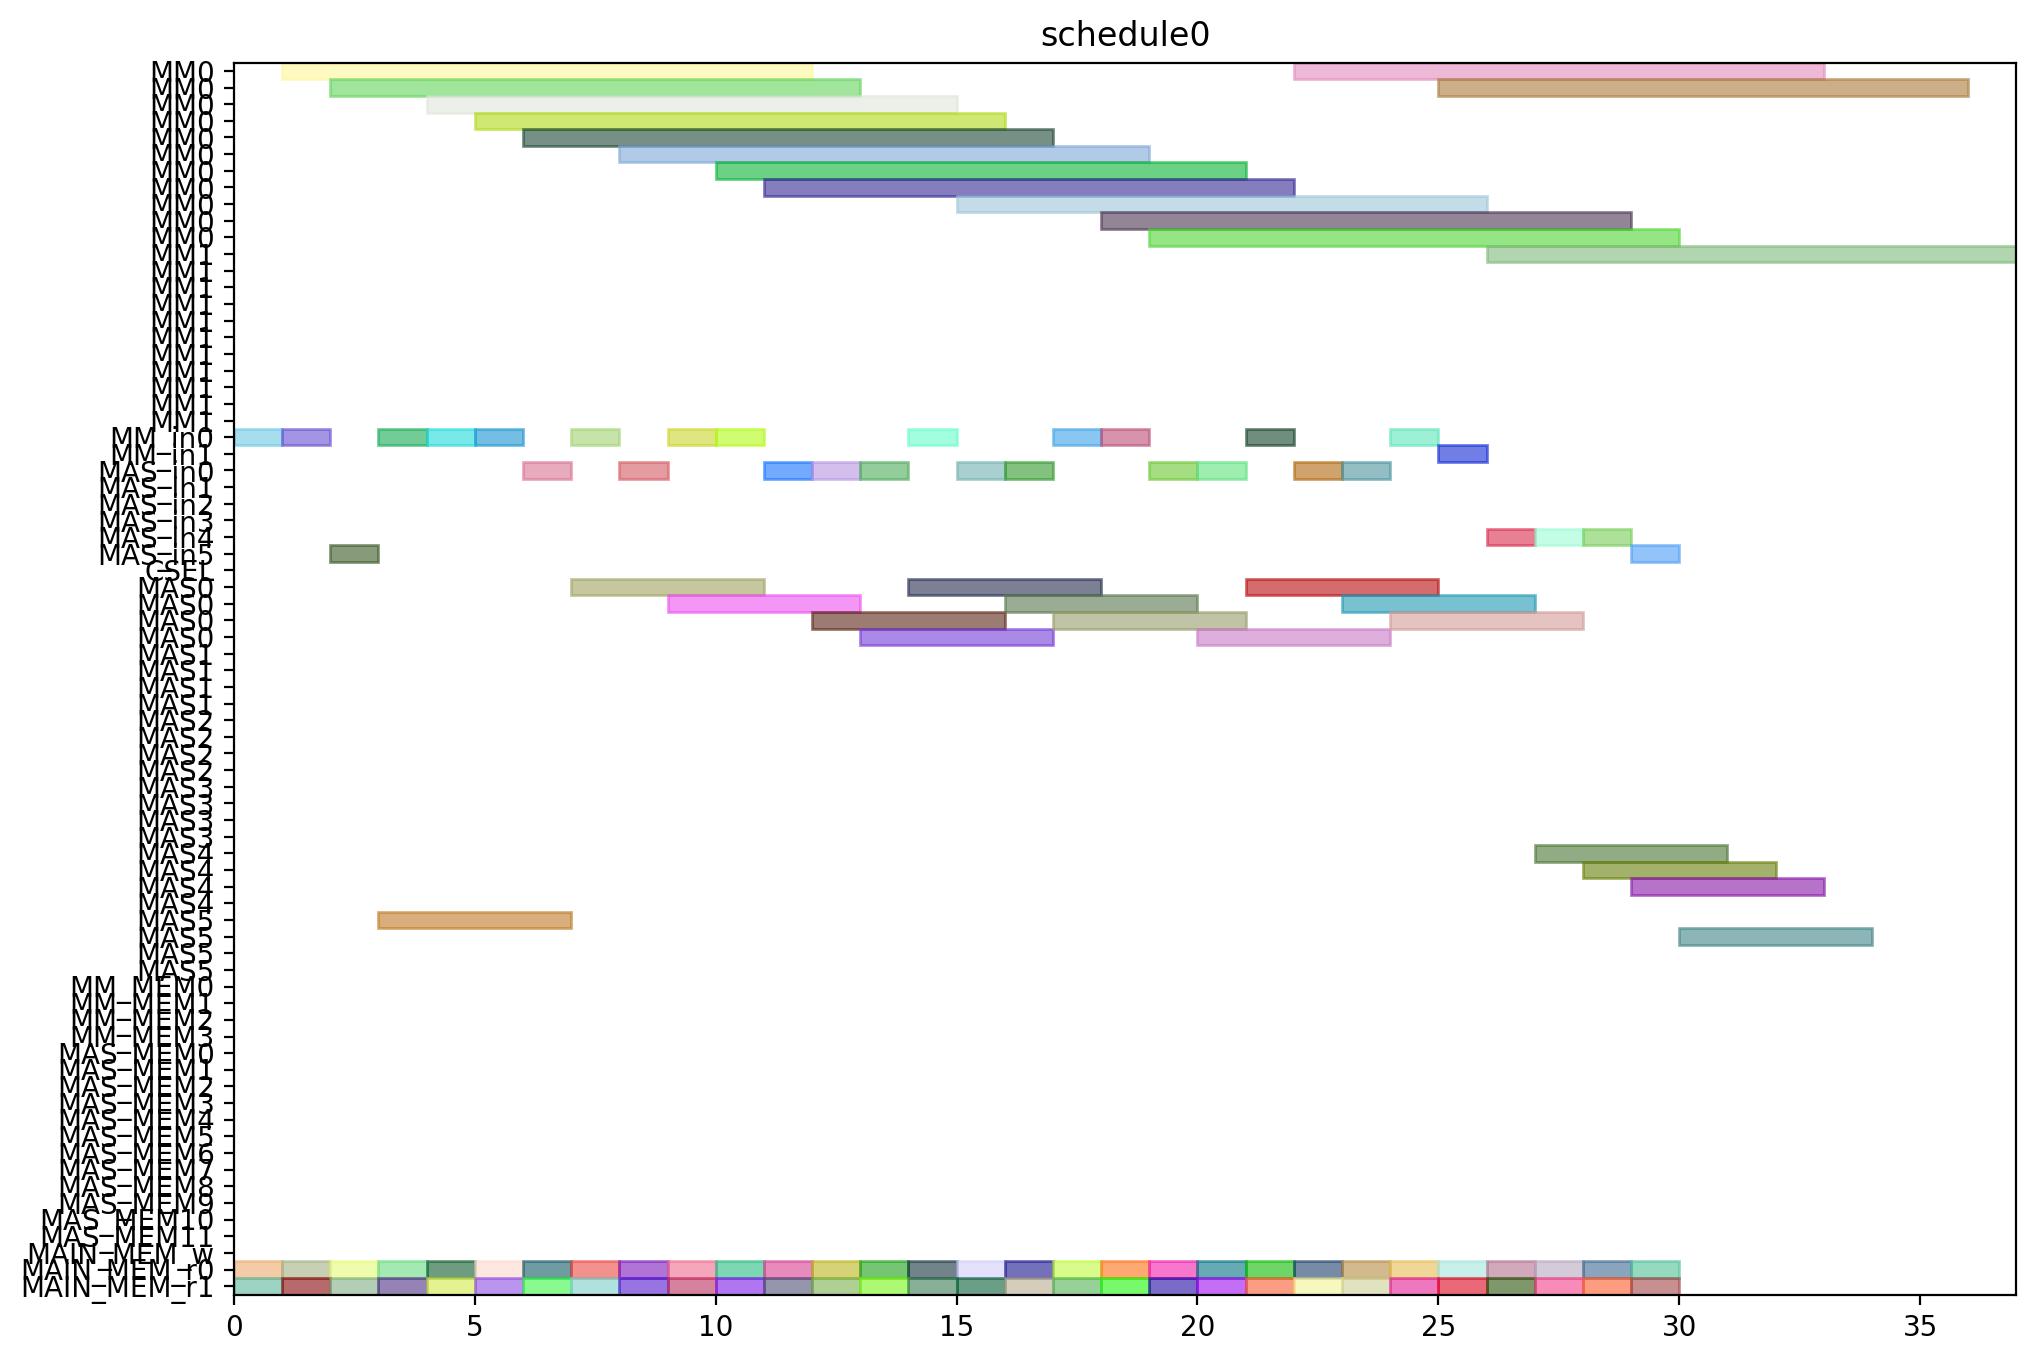 schedule0
MM0
MM0
MM0
MM0
MM0
MM0
MM0
MM0
MM0
MM0
MM0
MM1
MM1
MM1
MM1
MM1
MM1
MM1
MM1
MM1
MM1
MM1
MM_in0
MM_in1
MAS_in0
MAS_in1
MAS_in2
MAS_in3
MAS_in4
MAS_in5
CSEL
MAS0
MAS0
MAS0
MAS0
MAS1
MAS1
MAS1
MAS1
MAS2
MAS2
MAS2
MAS2
MAS3
MAS3
MAS3
MAS3
MAS4
MAS4
MAS4
MAS4
MAS5
MAS5
MAS5
MAS5
MM_MEM0
MM_MEM1
MM_MEM2
MM_MEM3
MAS_MEM0
MAS_MEM1
MAS_MEM2
MAS_MEM3
MAS_MEM4
MAS_MEM5
MAS_MEM6
MAS_MEM7
MAS_MEM8
MAS_MEM9
MAS_MEM10
MAS_MEM11
MAIN_MEM_w
MAIN_MEM_r0
MAIN_MEM_r1
0 5 10 15 20 25 30 35